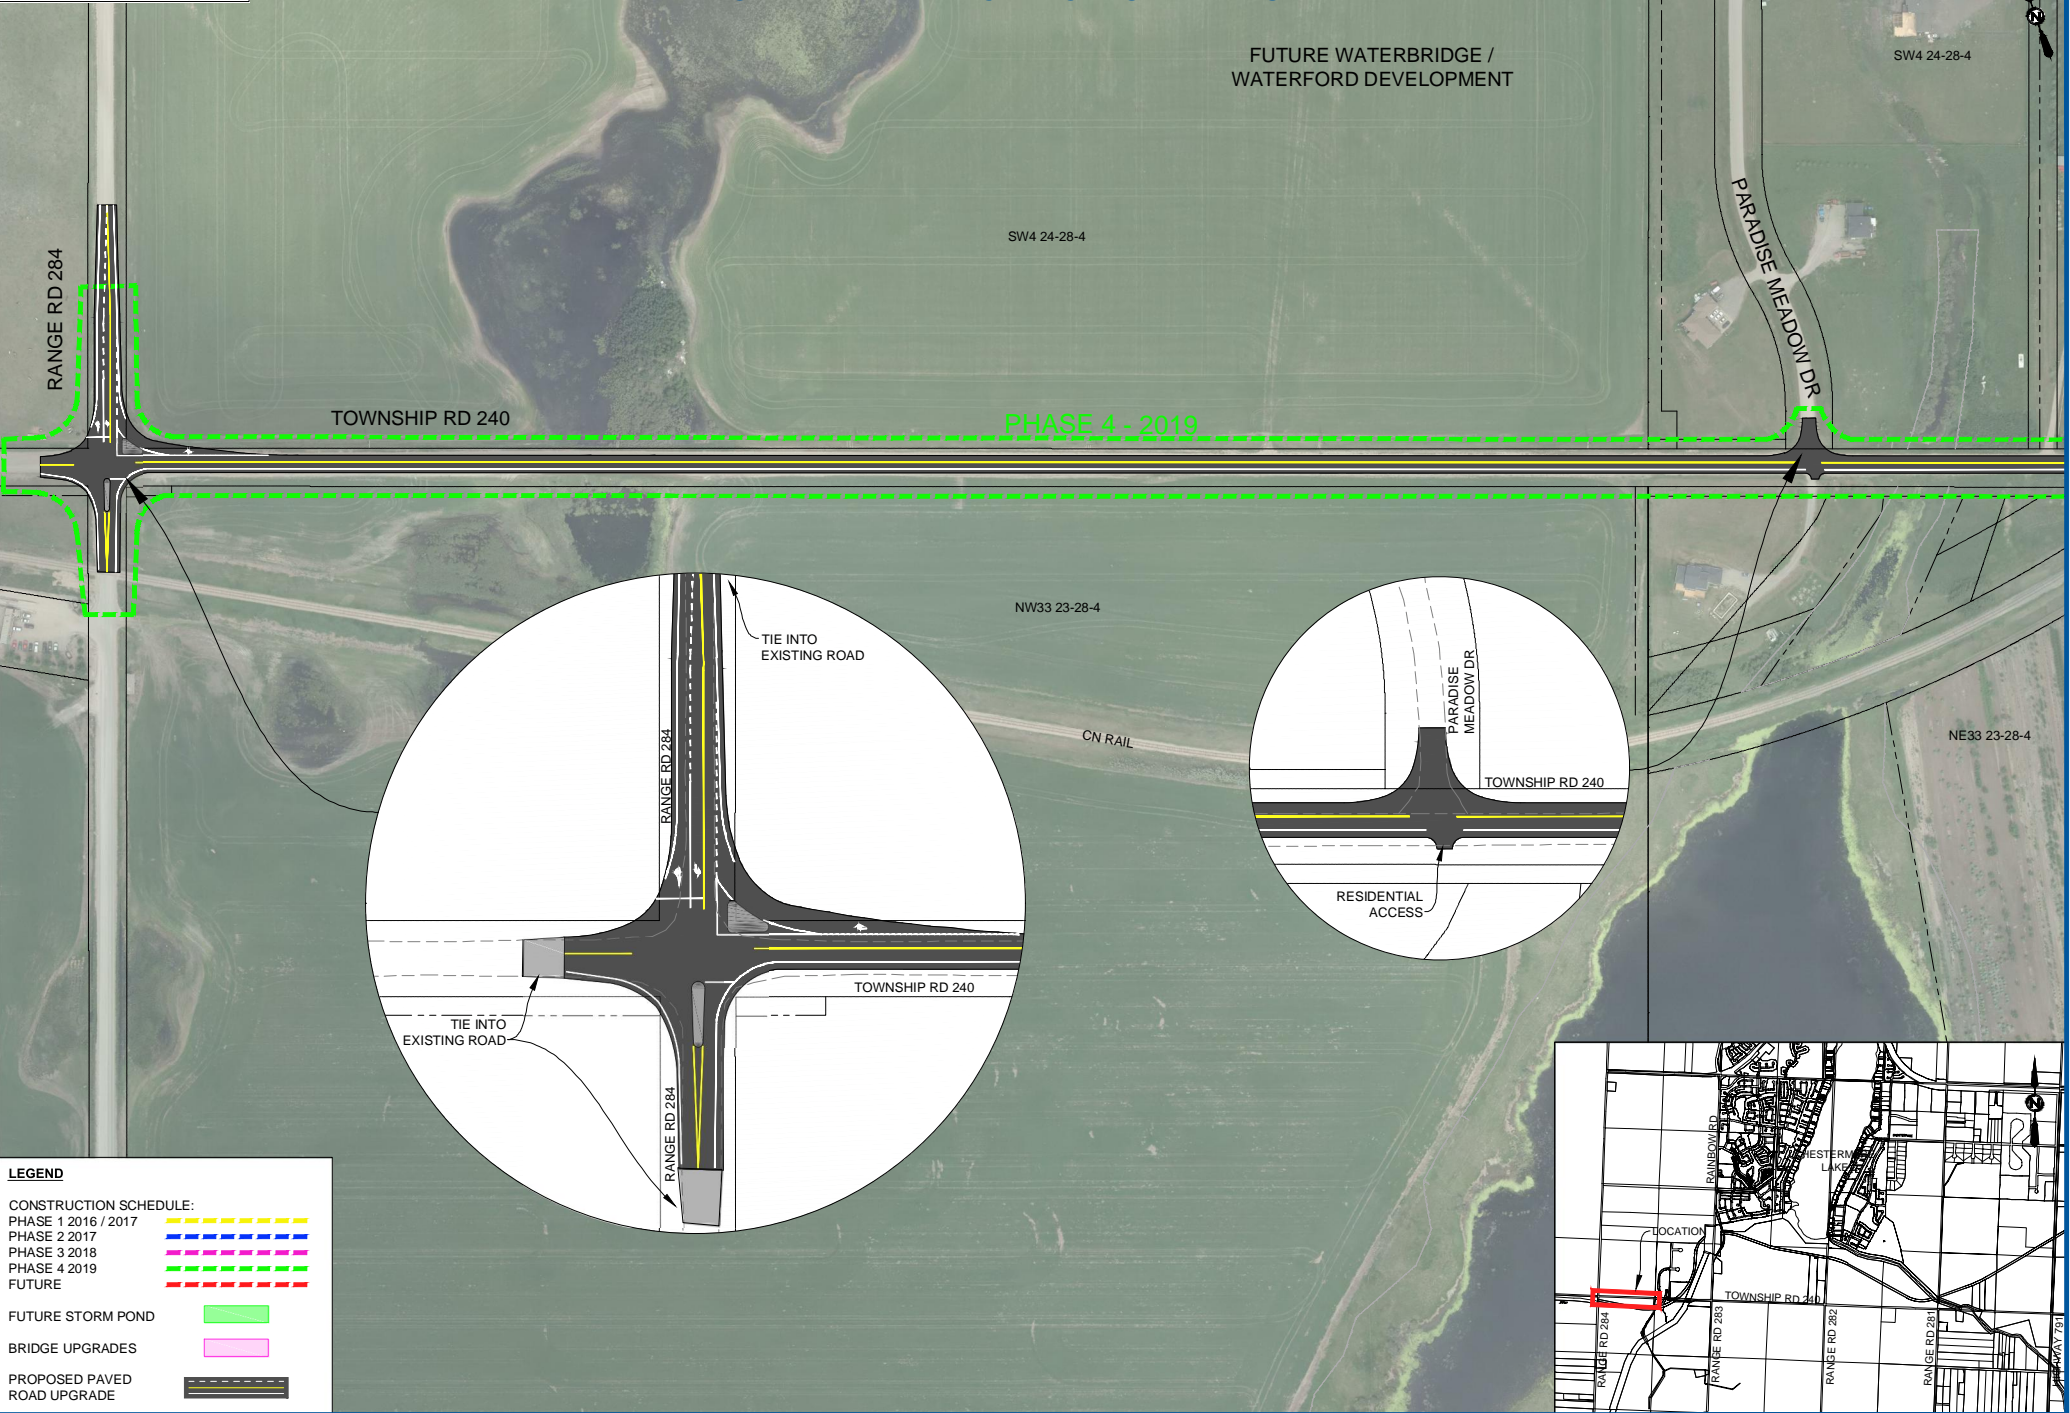 FUTURE WATERBRIDGE /
WATERFORD DEVELOPMENT
SW4 24-28-4
SW4 24-28-4
RANGE RD 284
TOWNSHIP RD 240
PHASE 4 - 2019
PARADISE MEADOW DR
NW33 23-28-4
NE33 23-28-4
CN RAIL
TIE INTO
EXISTING ROAD
RANGE RD 284
TOWNSHIP RD 240
TIE INTO
EXISTING ROAD
RANGE RD 284
PARADISE
MEADOW DR
TOWNSHIP RD 240
RESIDENTIAL
ACCESS
LEGEND
CONSTRUCTION SCHEDULE:
PHASE 1 2016 / 2017
PHASE 2 2017
PHASE 3 2018
PHASE 4 2019
FUTURE
FUTURE STORM POND
BRIDGE UPGRADES
PROPOSED PAVED
ROAD UPGRADE
N
N
RAINBOW RD
LAKE
LOCATION
TOWNSHIP RD 240
RANGE RD 284
RANGE RD 283
RANGE RD 282
RANGE RD 281
HIGHWAY 791